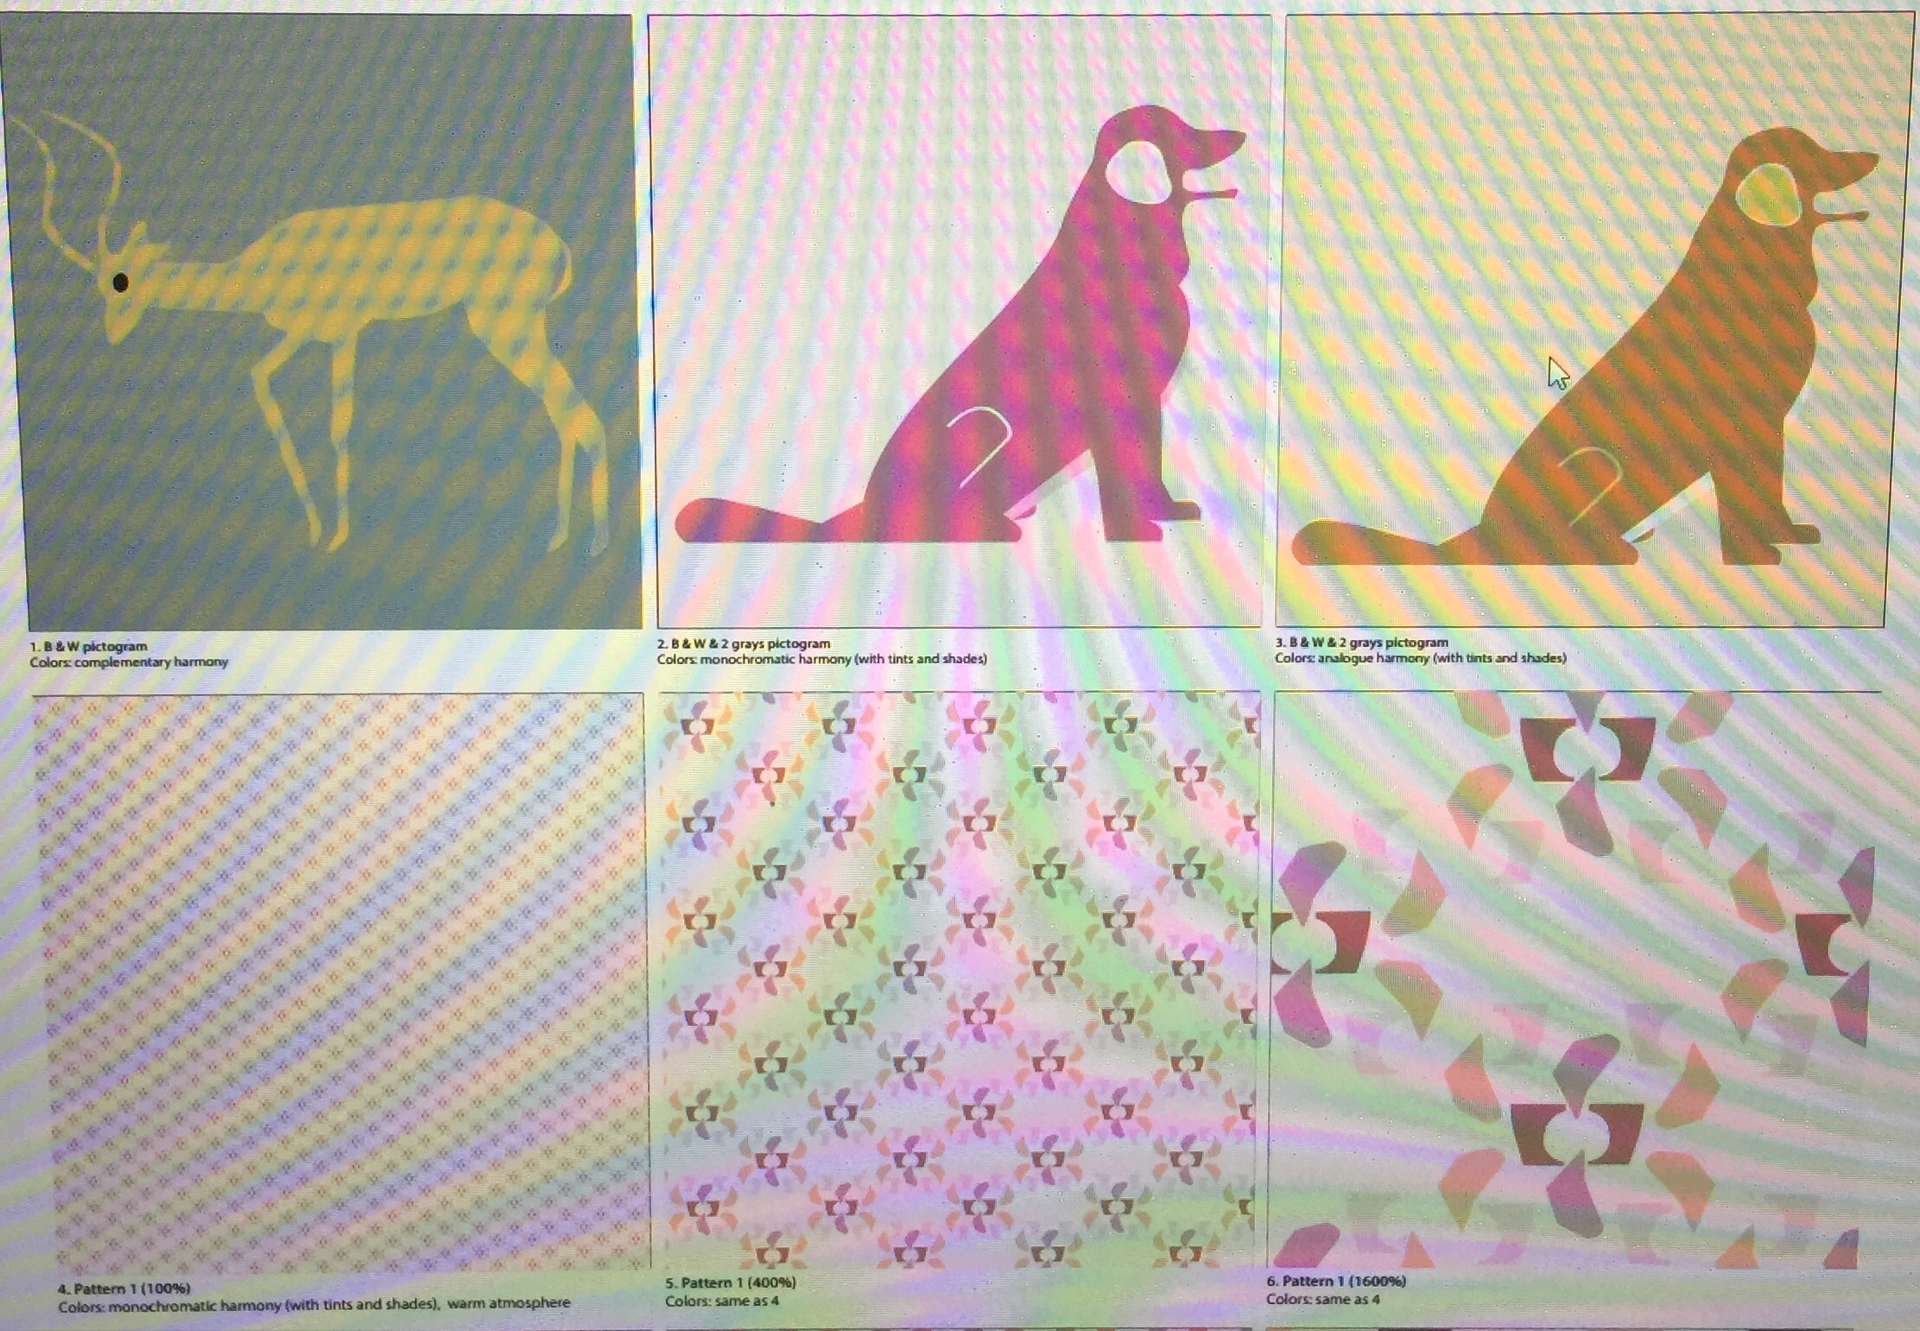 1. B & W pictogram
Colors: complementary harmony
2. B & W & 2 grays pictogram
Colors: monochromatic harmony (with tints and shades)
3. B & W & 2 grays pictogram
Colors: analogue harmony (with tints and shades)
4. Pattern 1 (100%)
Colors: monochromatic harmony (with tints and shades), warm atmosphere
5. Pattern 1 (400%)
Colors: same as 4
6. Pattern 1 (1600%)
Colors: same as 4